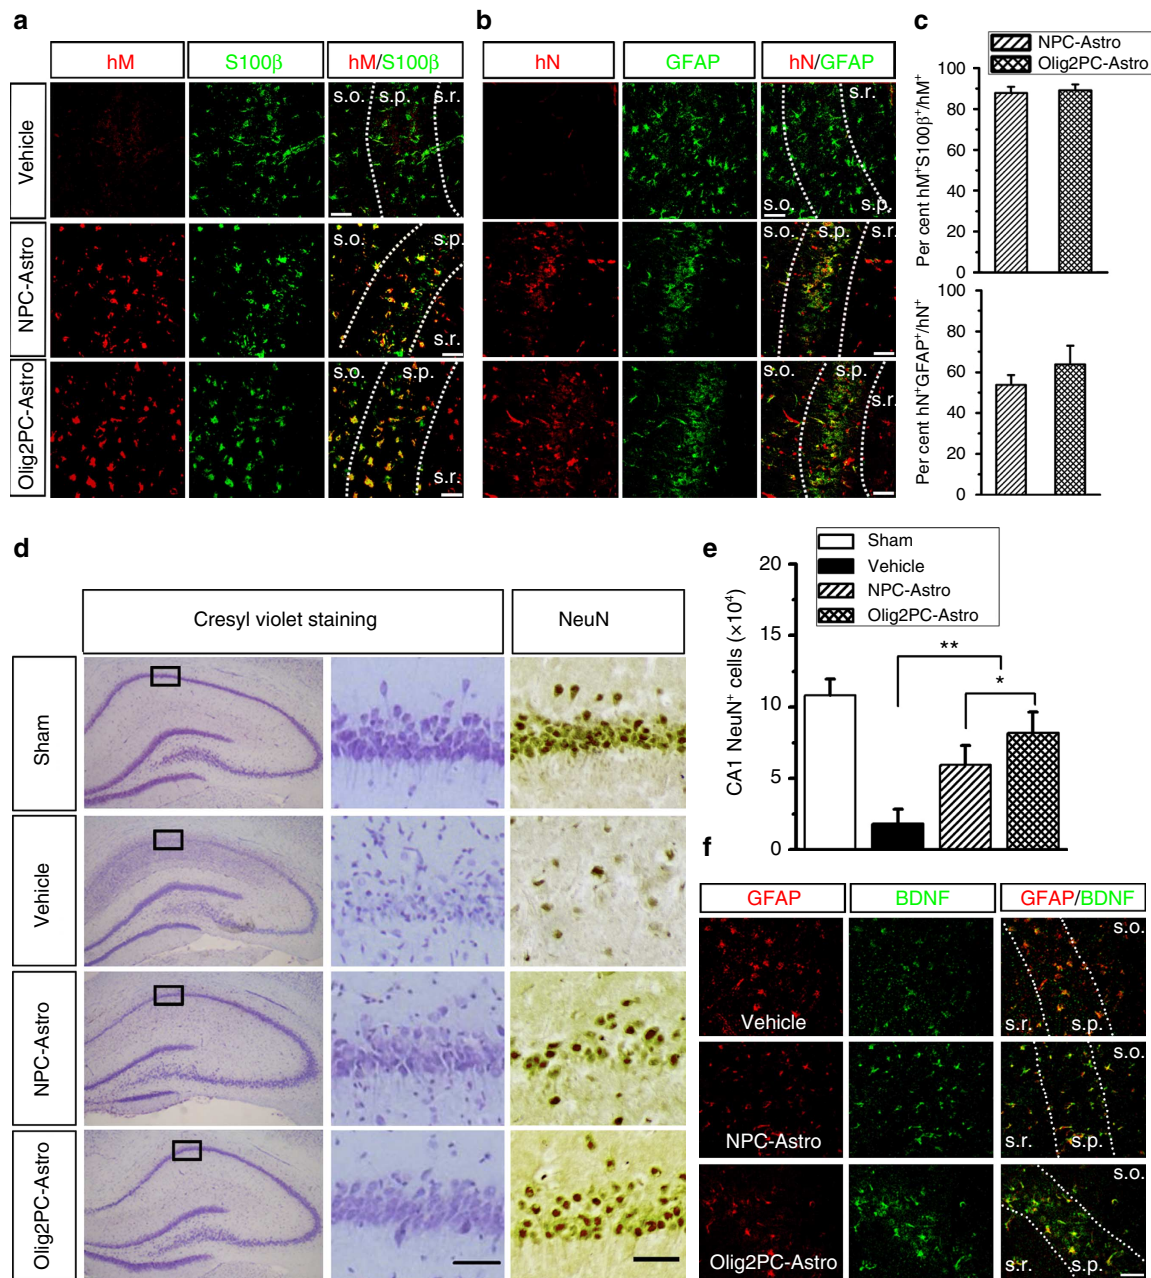 a
hM
S100β
hM/S100β
Vehicle
s.o.
s.p.
s.r.
NPC-Astro
s.o.
s.p.
s.r.
Olig2PC-Astro
s.o.
s.p.
s.r.
b
hN
GFAP
hN/GFAP
s.r.
s.o.
s.p.
s.o.
s.p.
s.r.
s.o.
s.p.
s.r.
c
NPC-Astro
Olig2PC-Astro
Per cent hM⁺S100β⁺/hM⁺
100
80
60
40
20
0
Per cent hN⁺GFAP⁺/hN⁺
100
80
60
40
20
0
d
Cresyl violet staining
NeuN
Sham
Vehicle
NPC-Astro
Olig2PC-Astro
e
Sham
Vehicle
NPC-Astro
Olig2PC-Astro
CA1 NeuN⁺ cells (×10⁴)
20
15
10
5
0
**
*
f
GFAP
BDNF
GFAP/BDNF
Vehicle
s.o.
s.r.
s.p.
NPC-Astro
s.o.
s.r.
s.p.
Olig2PC-Astro
s.o.
s.r.
s.p.